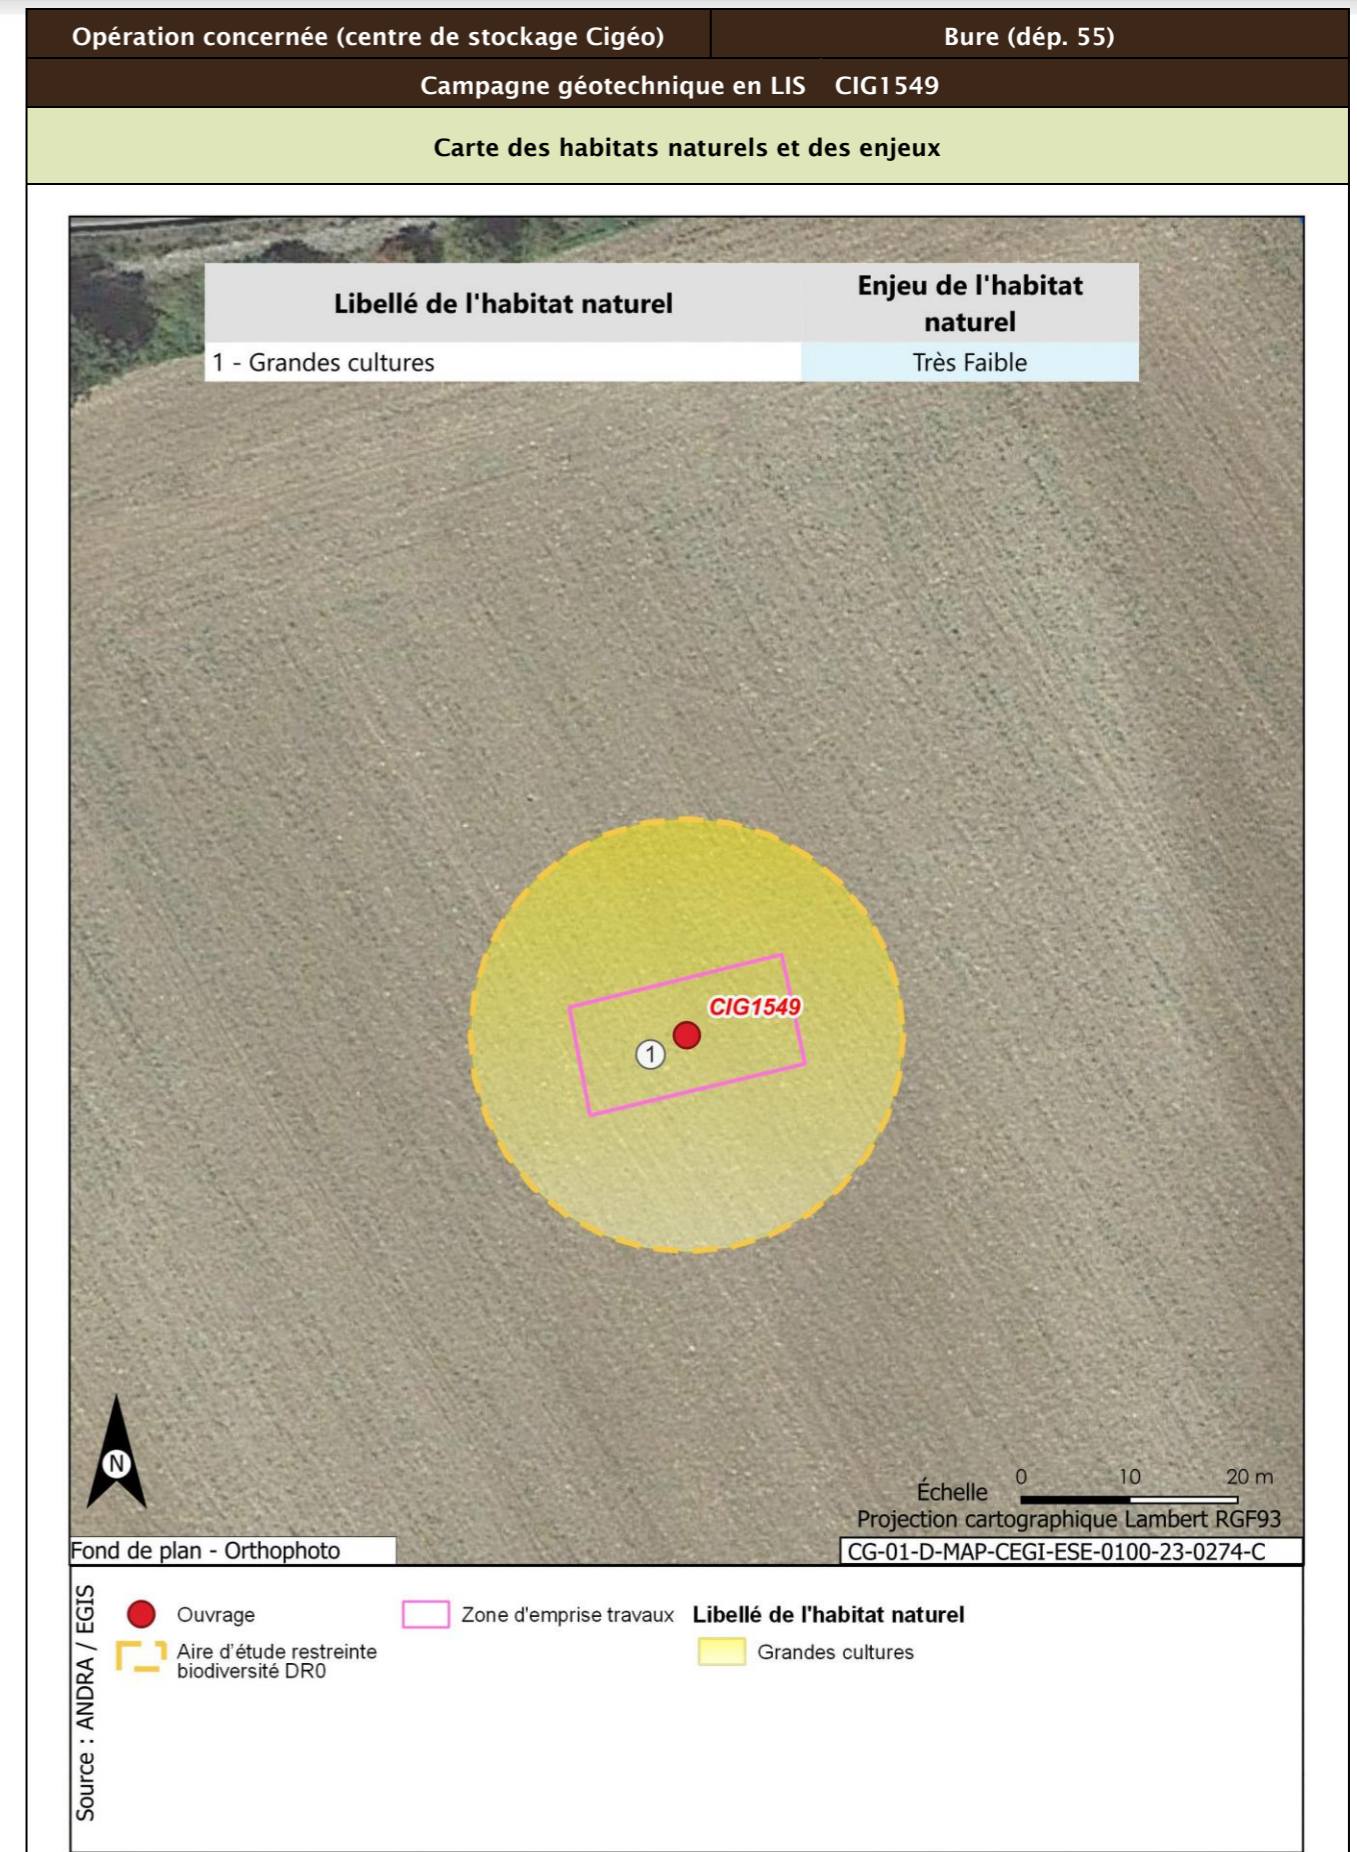 Opération concernée (centre de stockage Cigéo) Bure (dép. 55)
Campagne géotechnique en LIS CIG1549
Carte des habitats naturels et des enjeux
Libellé de l'habitat naturel
Enjeu de l'habitat
naturel
1 - Grandes cultures Très Faible
CIG1549
1
N
Échelle 0 10 20 m
Projection cartographique Lambert RGF93
Fond de plan - Orthophoto
CG-01-D-MAP-CEGI-ESE-0100-23-0274-C
Source : ANDRA / EGIS
Ouvrage
Aire d'étude restreinte
biodiversité DR0
Zone d'emprise travaux
Libellé de l'habitat naturel
Grandes cultures